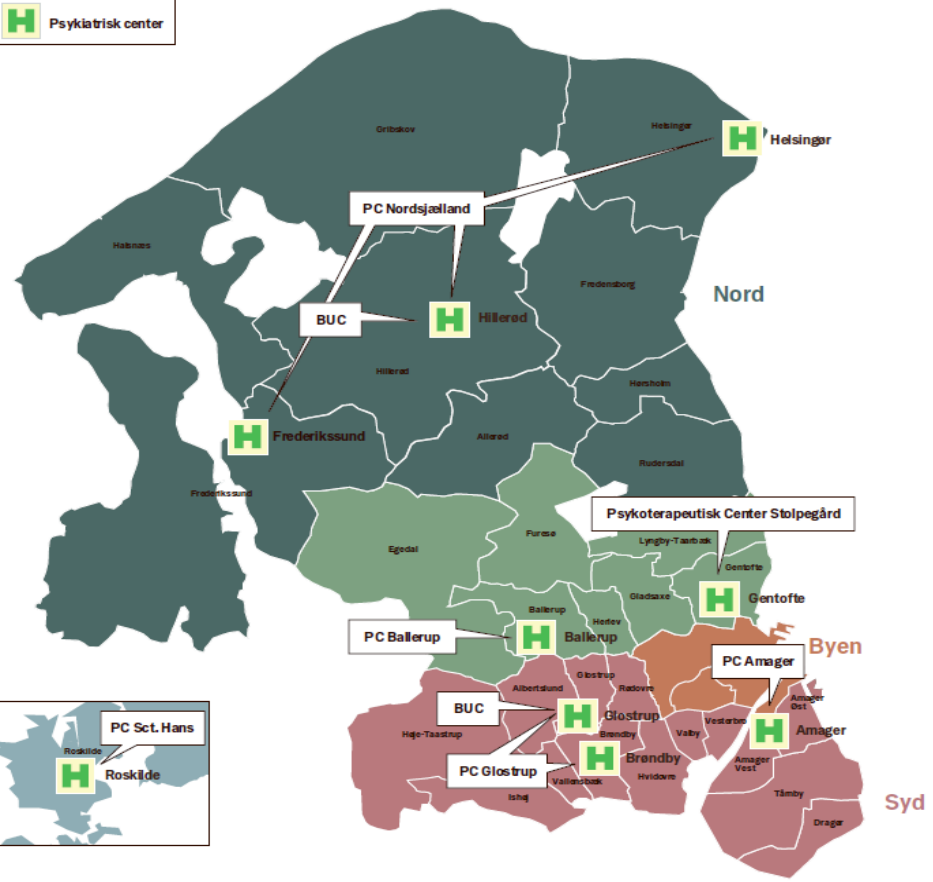 Psykiatrisk center
Gribskov
Helsingør
Helsingør
PC Nordsjælland
Halsnæs
Fredensborg
Nord
BUC
Hillerød
Hillerød
Hørsholm
Frederikssund
Allerød
Rudersdal
Frederikssund
Psykoterapeutisk Center Stolpegård
Furesø
Lyngby-Taarbæk
Egedal
Gentofte
Gladsaxe
Gentofte
Ballerup
Herlev
PC Ballerup
Ballerup
Byen
PC Amager
Glostrup
Albertslund
Rødovre
Amager
Øst
BUC
Glostrup
Vesterbro
PC Sct. Hans
Høje-Taastrup
Brøndby
Valby
Amager
Roskilde
Brøndby
Amager
Vest
PC Glostrup
Roskilde
Vallensbæk
Hvidovre
Ishøj
Tårnby
Syd
Dragør